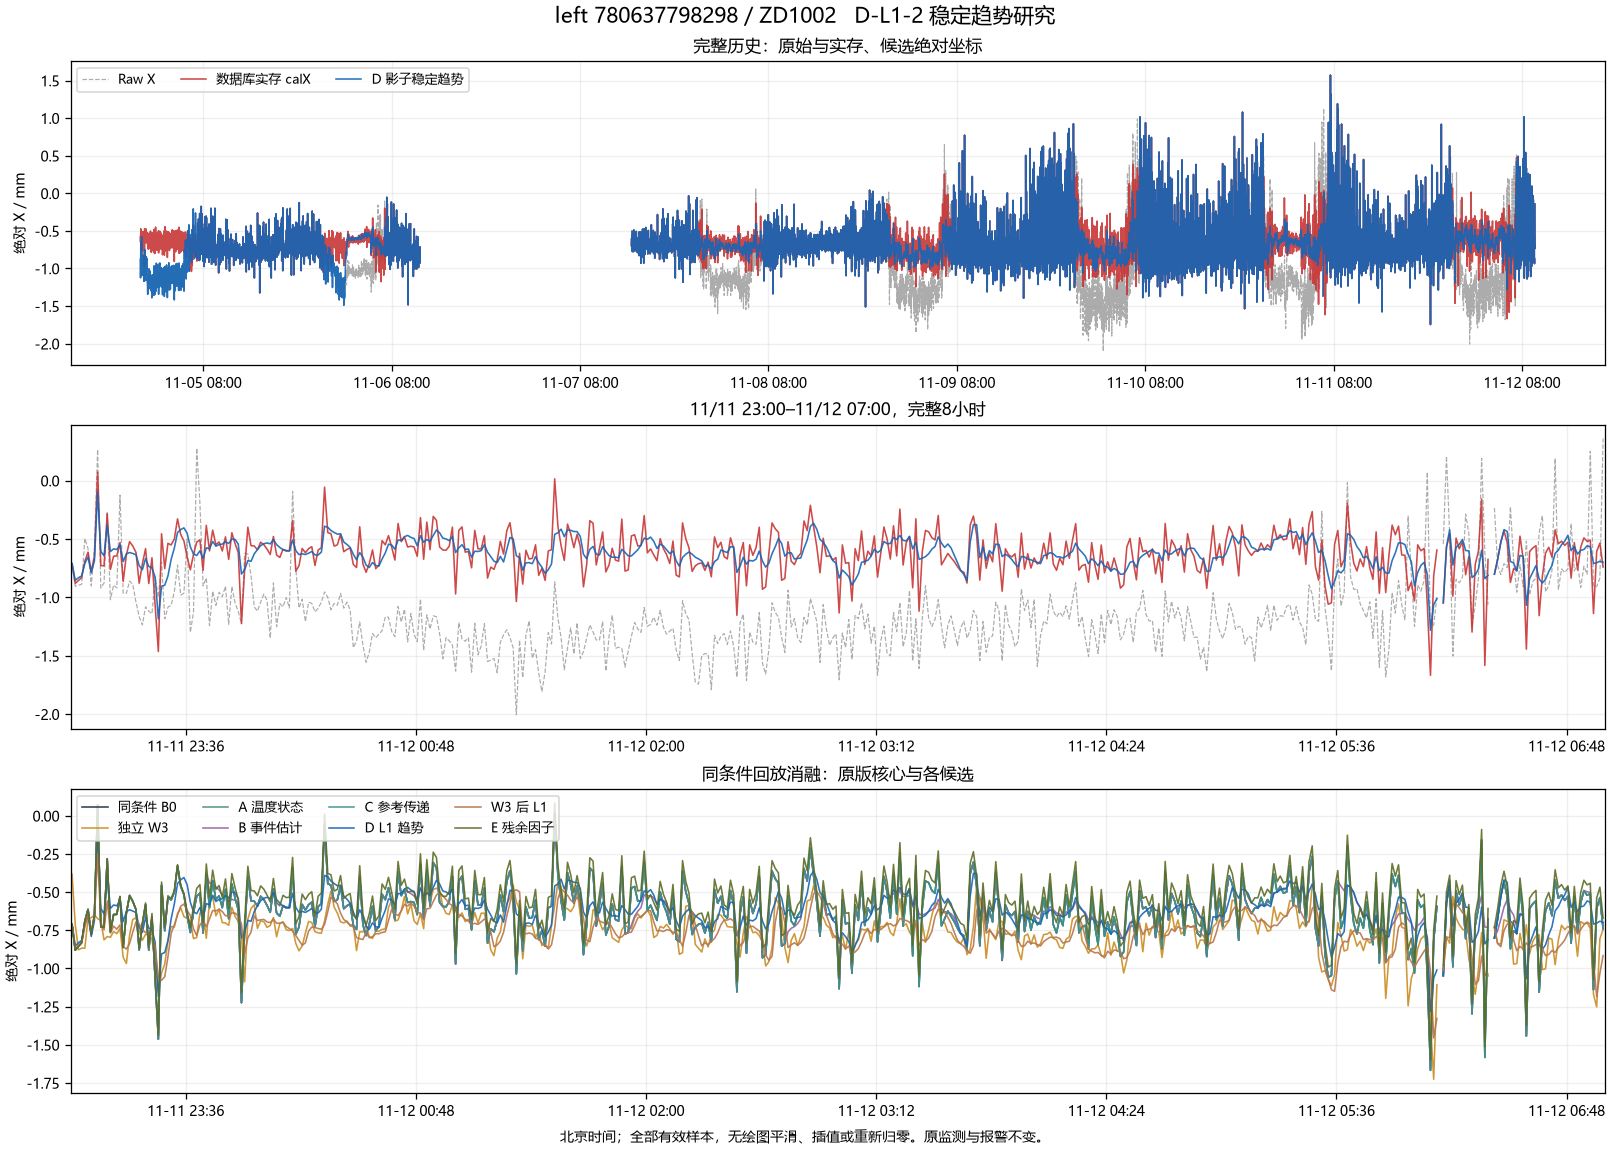 left 780637798298 / ZD1002   D-L1-2 稳定趋势研究
完整历史：原始与实存、候选绝对坐标
Raw X
数据库实存 calX
D 影子稳定趋势
绝对 X / mm
1.5
1.0
0.5
0.0
-0.5
-1.0
-1.5
-2.0
11-05 08:00
11-06 08:00
11-07 08:00
11-08 08:00
11-09 08:00
11-10 08:00
11-11 08:00
11-12 08:00
11/11 23:00–11/12 07:00，完整8小时
绝对 X / mm
0.0
-0.5
-1.0
-1.5
-2.0
11-11 23:36
11-12 00:48
11-12 02:00
11-12 03:12
11-12 04:24
11-12 05:36
11-12 06:48
同条件回放消融：原版核心与各候选
同条件 B0
A 温度状态
C 参考传递
W3 后 L1
独立 W3
B 事件估计
D L1 趋势
E 残余因子
绝对 X / mm
0.00
-0.25
-0.50
-0.75
-1.00
-1.25
-1.50
-1.75
11-11 23:36
11-12 00:48
11-12 02:00
11-12 03:12
11-12 04:24
11-12 05:36
11-12 06:48
北京时间；全部有效样本，无绘图平滑、插值或重新归零。原监测与报警不变。